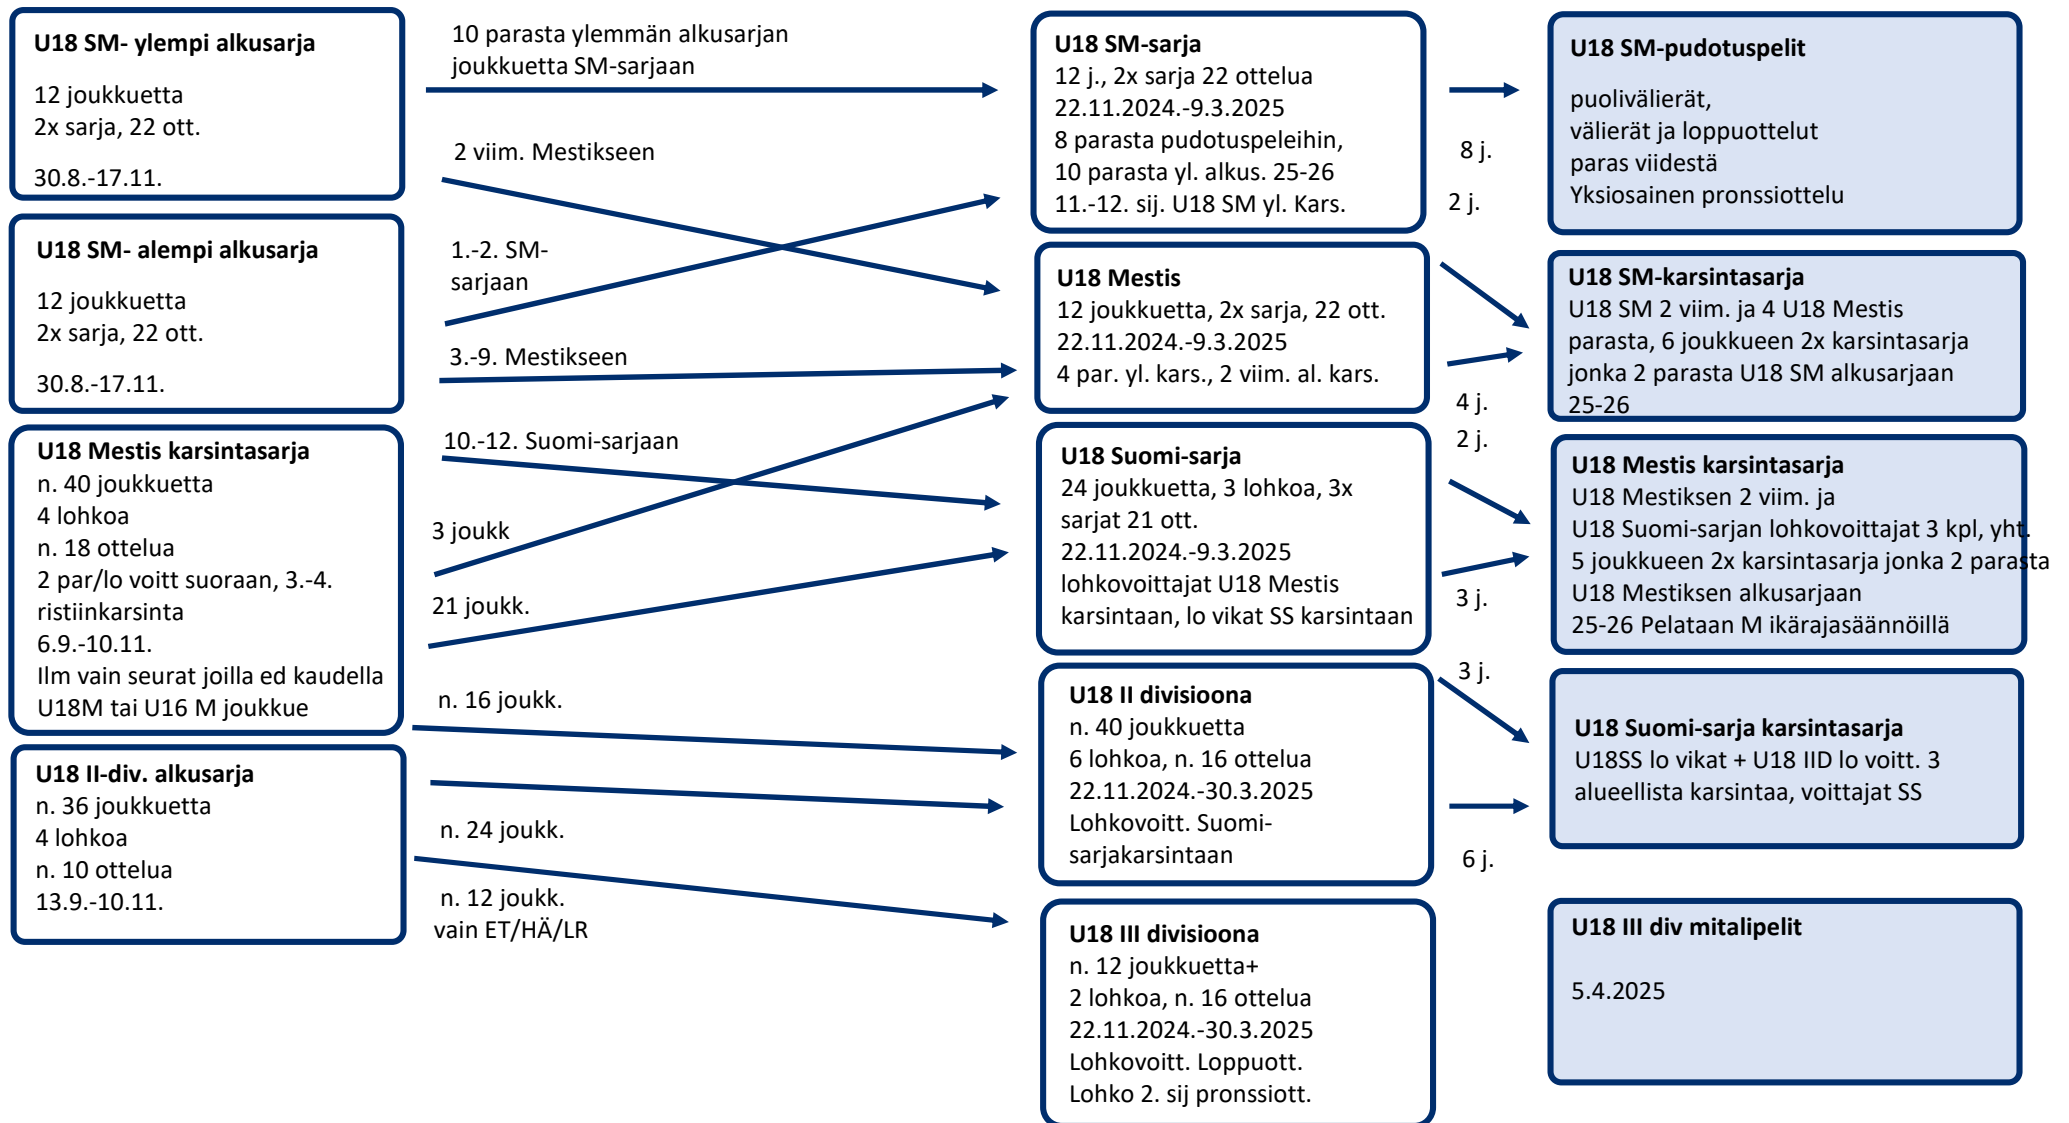 U18 SM- ylempi alkusarja
12 joukkuetta
2x sarja, 22 ott.
30.8.-17.11.
U18 SM- alempi alkusarja
12 joukkuetta
2x sarja, 22 ott.
30.8.-17.11.
U18 Mestis karsintasarja
n. 40 joukkuetta
4 lohkoa
n. 18 ottelua
2 par/lo voitt suoraan, 3.-4.
ristiinkarsinta
6.9.-10.11.
Ilm vain seurat joilla ed kaudella
U18M tai U16 M joukkue
U18 II-div. alkusarja
n. 36 joukkuetta
4 lohkoa
n. 10 ottelua
13.9.-10.11.
10 parasta ylemmän alkusarjan
joukkuetta SM-sarjaan
2 viim. Mestikseen
1.-2. SM-
sarjaan
3.-9. Mestikseen
10.-12. Suomi-sarjaan
3 joukk
21 joukk.
n. 16 joukk.
n. 24 joukk.
n. 12 joukk.
vain ET/HÄ/LR
U18 SM-sarja
12 j., 2x sarja 22 ottelua
22.11.2024.-9.3.2025
8 parasta pudotuspeleihin,
10 parasta yl. alkus. 25-26
11.-12. sij. U18 SM yl. Kars.
U18 Mestis
12 joukkuetta, 2x sarja, 22 ott.
22.11.2024.-9.3.2025
4 par. yl. kars., 2 viim. al. kars.
U18 Suomi-sarja
24 joukkuetta, 3 lohkoa, 3x
sarjat 21 ott.
22.11.2024.-9.3.2025
lohkovoittajat U18 Mestis
karsintaan, lo vikat SS karsintaan
U18 II divisioona
n. 40 joukkuetta
6 lohkoa, n. 16 ottelua
22.11.2024.-30.3.2025
Lohkovoitt. Suomi-
sarjakarsintaan
U18 III divisioona
n. 12 joukkuetta+
2 lohkoa, n. 16 ottelua
22.11.2024.-30.3.2025
Lohkovoitt. Loppuott.
Lohko 2. sij pronssiott.
8 j.
2 j.
4 j.
2 j.
3 j.
3 j.
6 j.
U18 SM-pudotuspelit
puolivälierät,
välierät ja loppuottelut
paras viidestä
Yksiosainen pronssiottelu
U18 SM-karsintasarja
U18 SM 2 viim. ja 4 U18 Mestis
parasta, 6 joukkueen 2x karsintasarja
jonka 2 parasta U18 SM alkusarjaan
25-26
U18 Mestis karsintasarja
U18 Mestiksen 2 viim. ja
U18 Suomi-sarjan lohkovoittajat 3 kpl, yht.
5 joukkueen 2x karsintasarja jonka 2 parasta
U18 Mestiksen alkusarjaan
25-26 Pelataan M ikärajasäännöillä
U18 Suomi-sarja karsintasarja
U18SS lo vikat + U18 IID lo voitt. 3
alueellista karsintaa, voittajat SS
U18 III div mitalipelit
5.4.2025